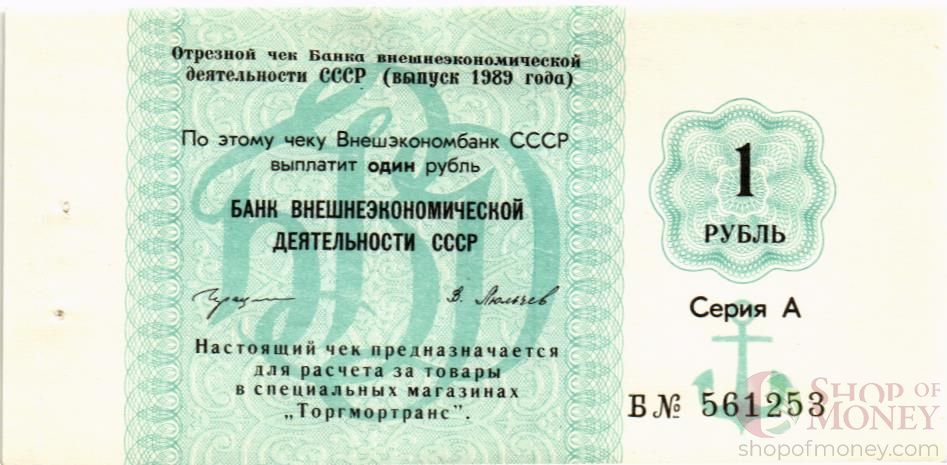 Отрезной чек Банка внешнеэкономической
деятельности СССР (выпуск 1989 года)
По этому чеку Внешэкономбанк СССР
выплатит один рубль
БАНК ВНЕШНЕЭКОНОМИЧЕСКОЙ
ДЕЯТЕЛЬНОСТИ СССР
В. Люльчев
Настоящий чек предназначается
для расчета за товары
в специальных магазинах
„Торгмортранс".
1
РУБЛЬ
Серия А
Б № 561253
SHOP OF
MONEY
shopofmoney.com